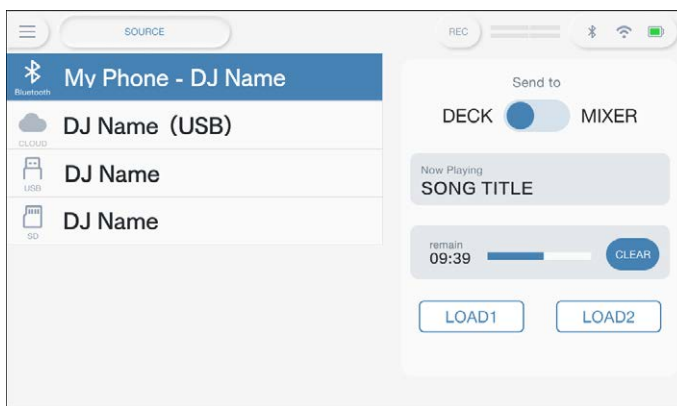 SOURCE
REC
Bluetooth
My Phone - DJ Name
CLOUD
DJ Name (USB)
USB
DJ Name
SD
DJ Name
Send to
DECK MIXER
Now Playing
SONG TITLE
remain
09:39
CLEAR
LOAD1 LOAD2